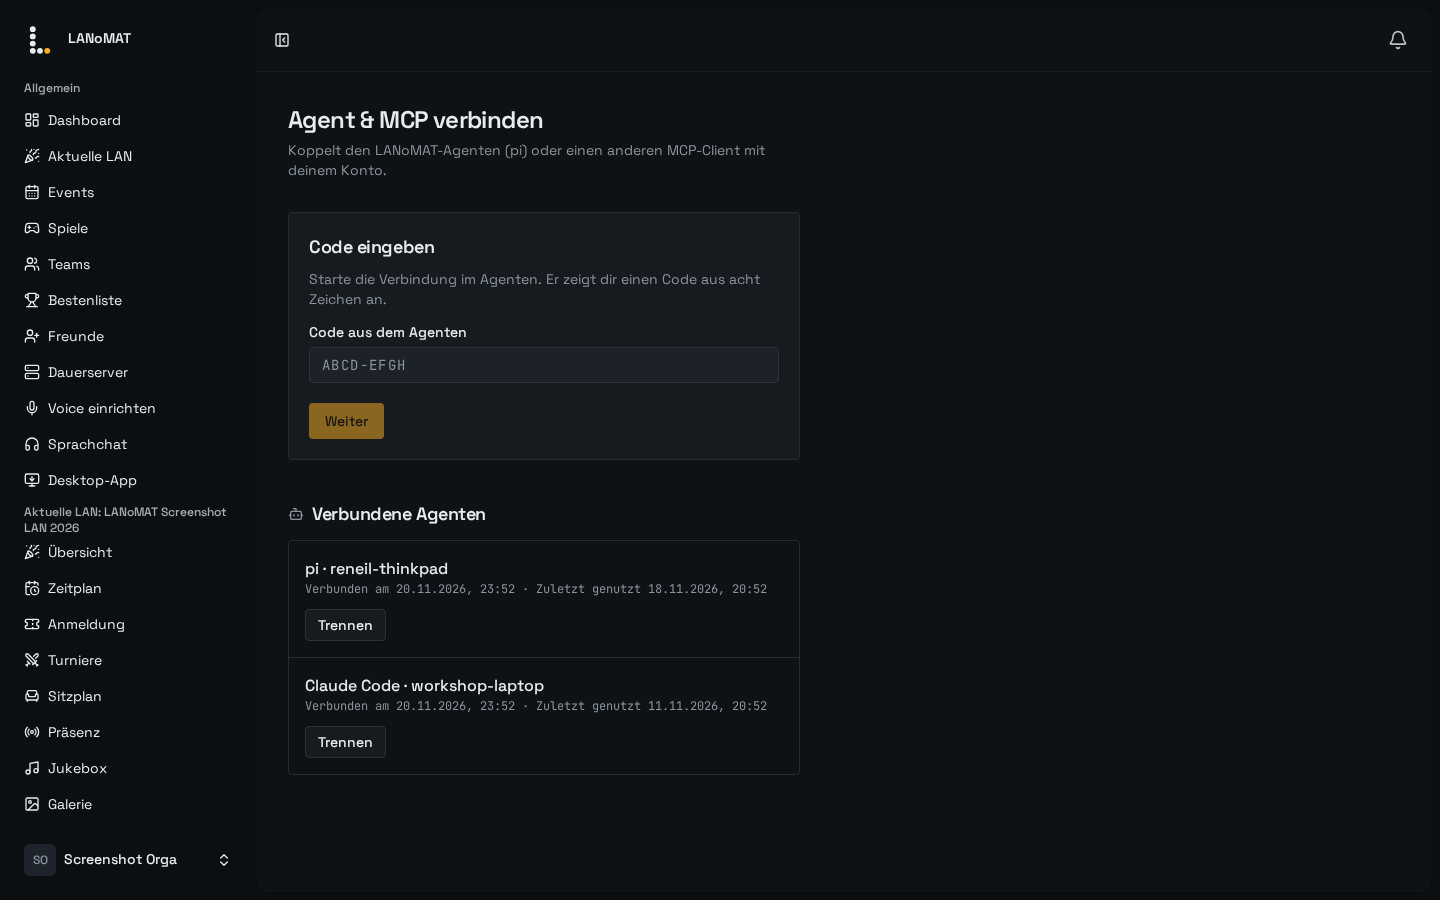 LANoMAT
Allgemein
Dashboard
Aktuelle LAN
Events
Spiele
Teams
Bestenliste
Freunde
Dauerserver
Voice einrichten
Sprachchat
Desktop-App
Aktuelle LAN: LANoMAT Screenshot
LAN 2026
Übersicht
Zeitplan
Anmeldung
Turniere
Sitzplan
Präsenz
Jukebox
Galerie
SO
Screenshot Orga
Agent & MCP verbinden
Koppelt den LANoMAT-Agenten (pi) oder einen anderen MCP-Client mit
deinem Konto.
Code eingeben
Starte die Verbindung im Agenten. Er zeigt dir einen Code aus acht
Zeichen an.
Code aus dem Agenten
ABCD-EFGH
Weiter
Verbundene Agenten
pi · reneil-thinkpad
Verbunden am 20.11.2026, 23:52 · Zuletzt genutzt 18.11.2026, 20:52
Trennen
Claude Code · workshop-laptop
Verbunden am 20.11.2026, 23:52 · Zuletzt genutzt 11.11.2026, 20:52
Trennen